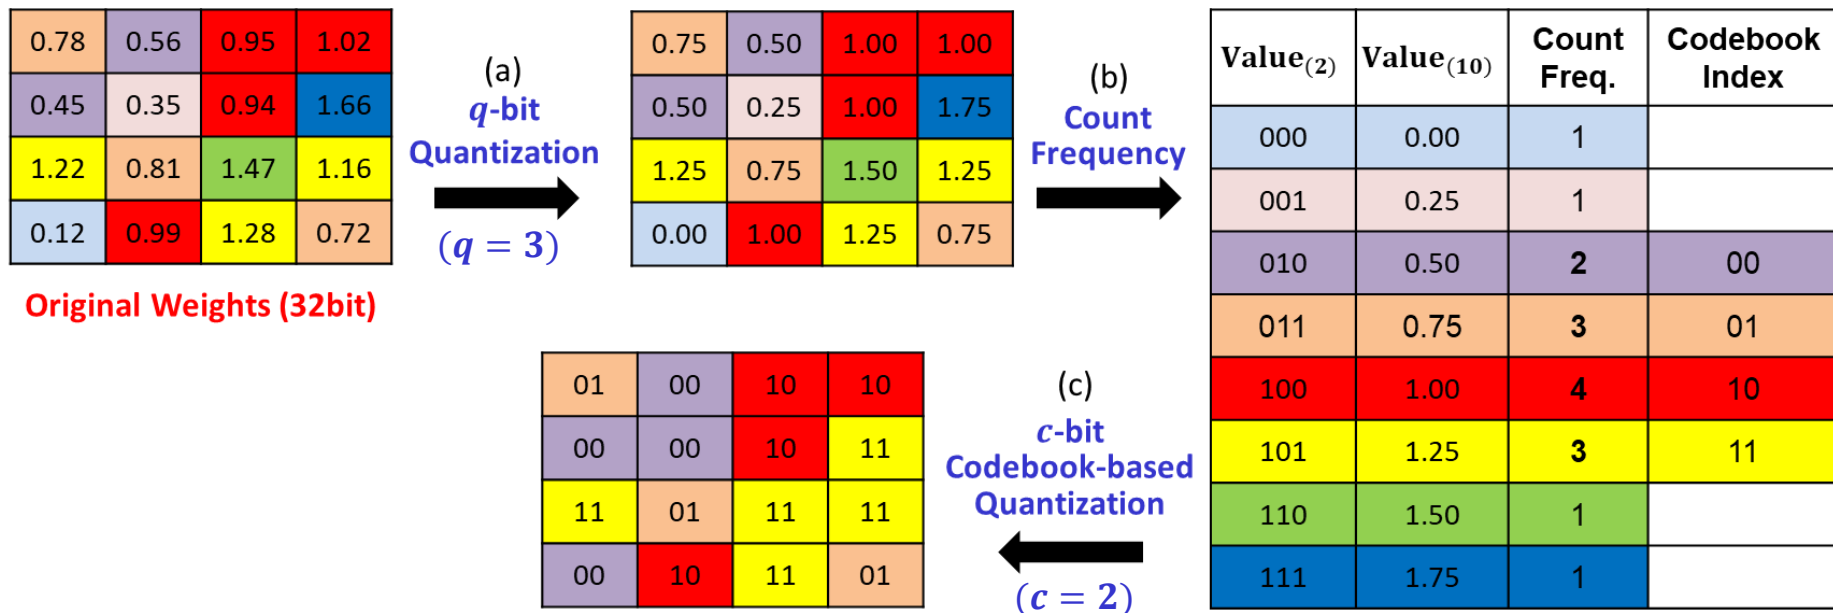 0.78 0.56 0.95 1.02
0.45 0.35 0.94 1.66
1.22 0.81 1.47 1.16
0.12 0.99 1.28 0.72
Original Weights (32bit)
(a)
q-bit
Quantization
(q = 3)
0.75 0.50 1.00 1.00
0.50 0.25 1.00 1.75
1.25 0.75 1.50 1.25
0.00 1.00 1.25 0.75
(b)
Count
Frequency
Value(2) Value(10) Count Freq. Codebook Index
000 0.00 1
001 0.25 1
010 0.50 2 00
011 0.75 3 01
100 1.00 4 10
101 1.25 3 11
110 1.50 1
111 1.75 1
(c)
c-bit
Codebook-based
Quantization
(c = 2)
01 00 10 10
00 00 10 11
11 01 11 11
00 10 11 01